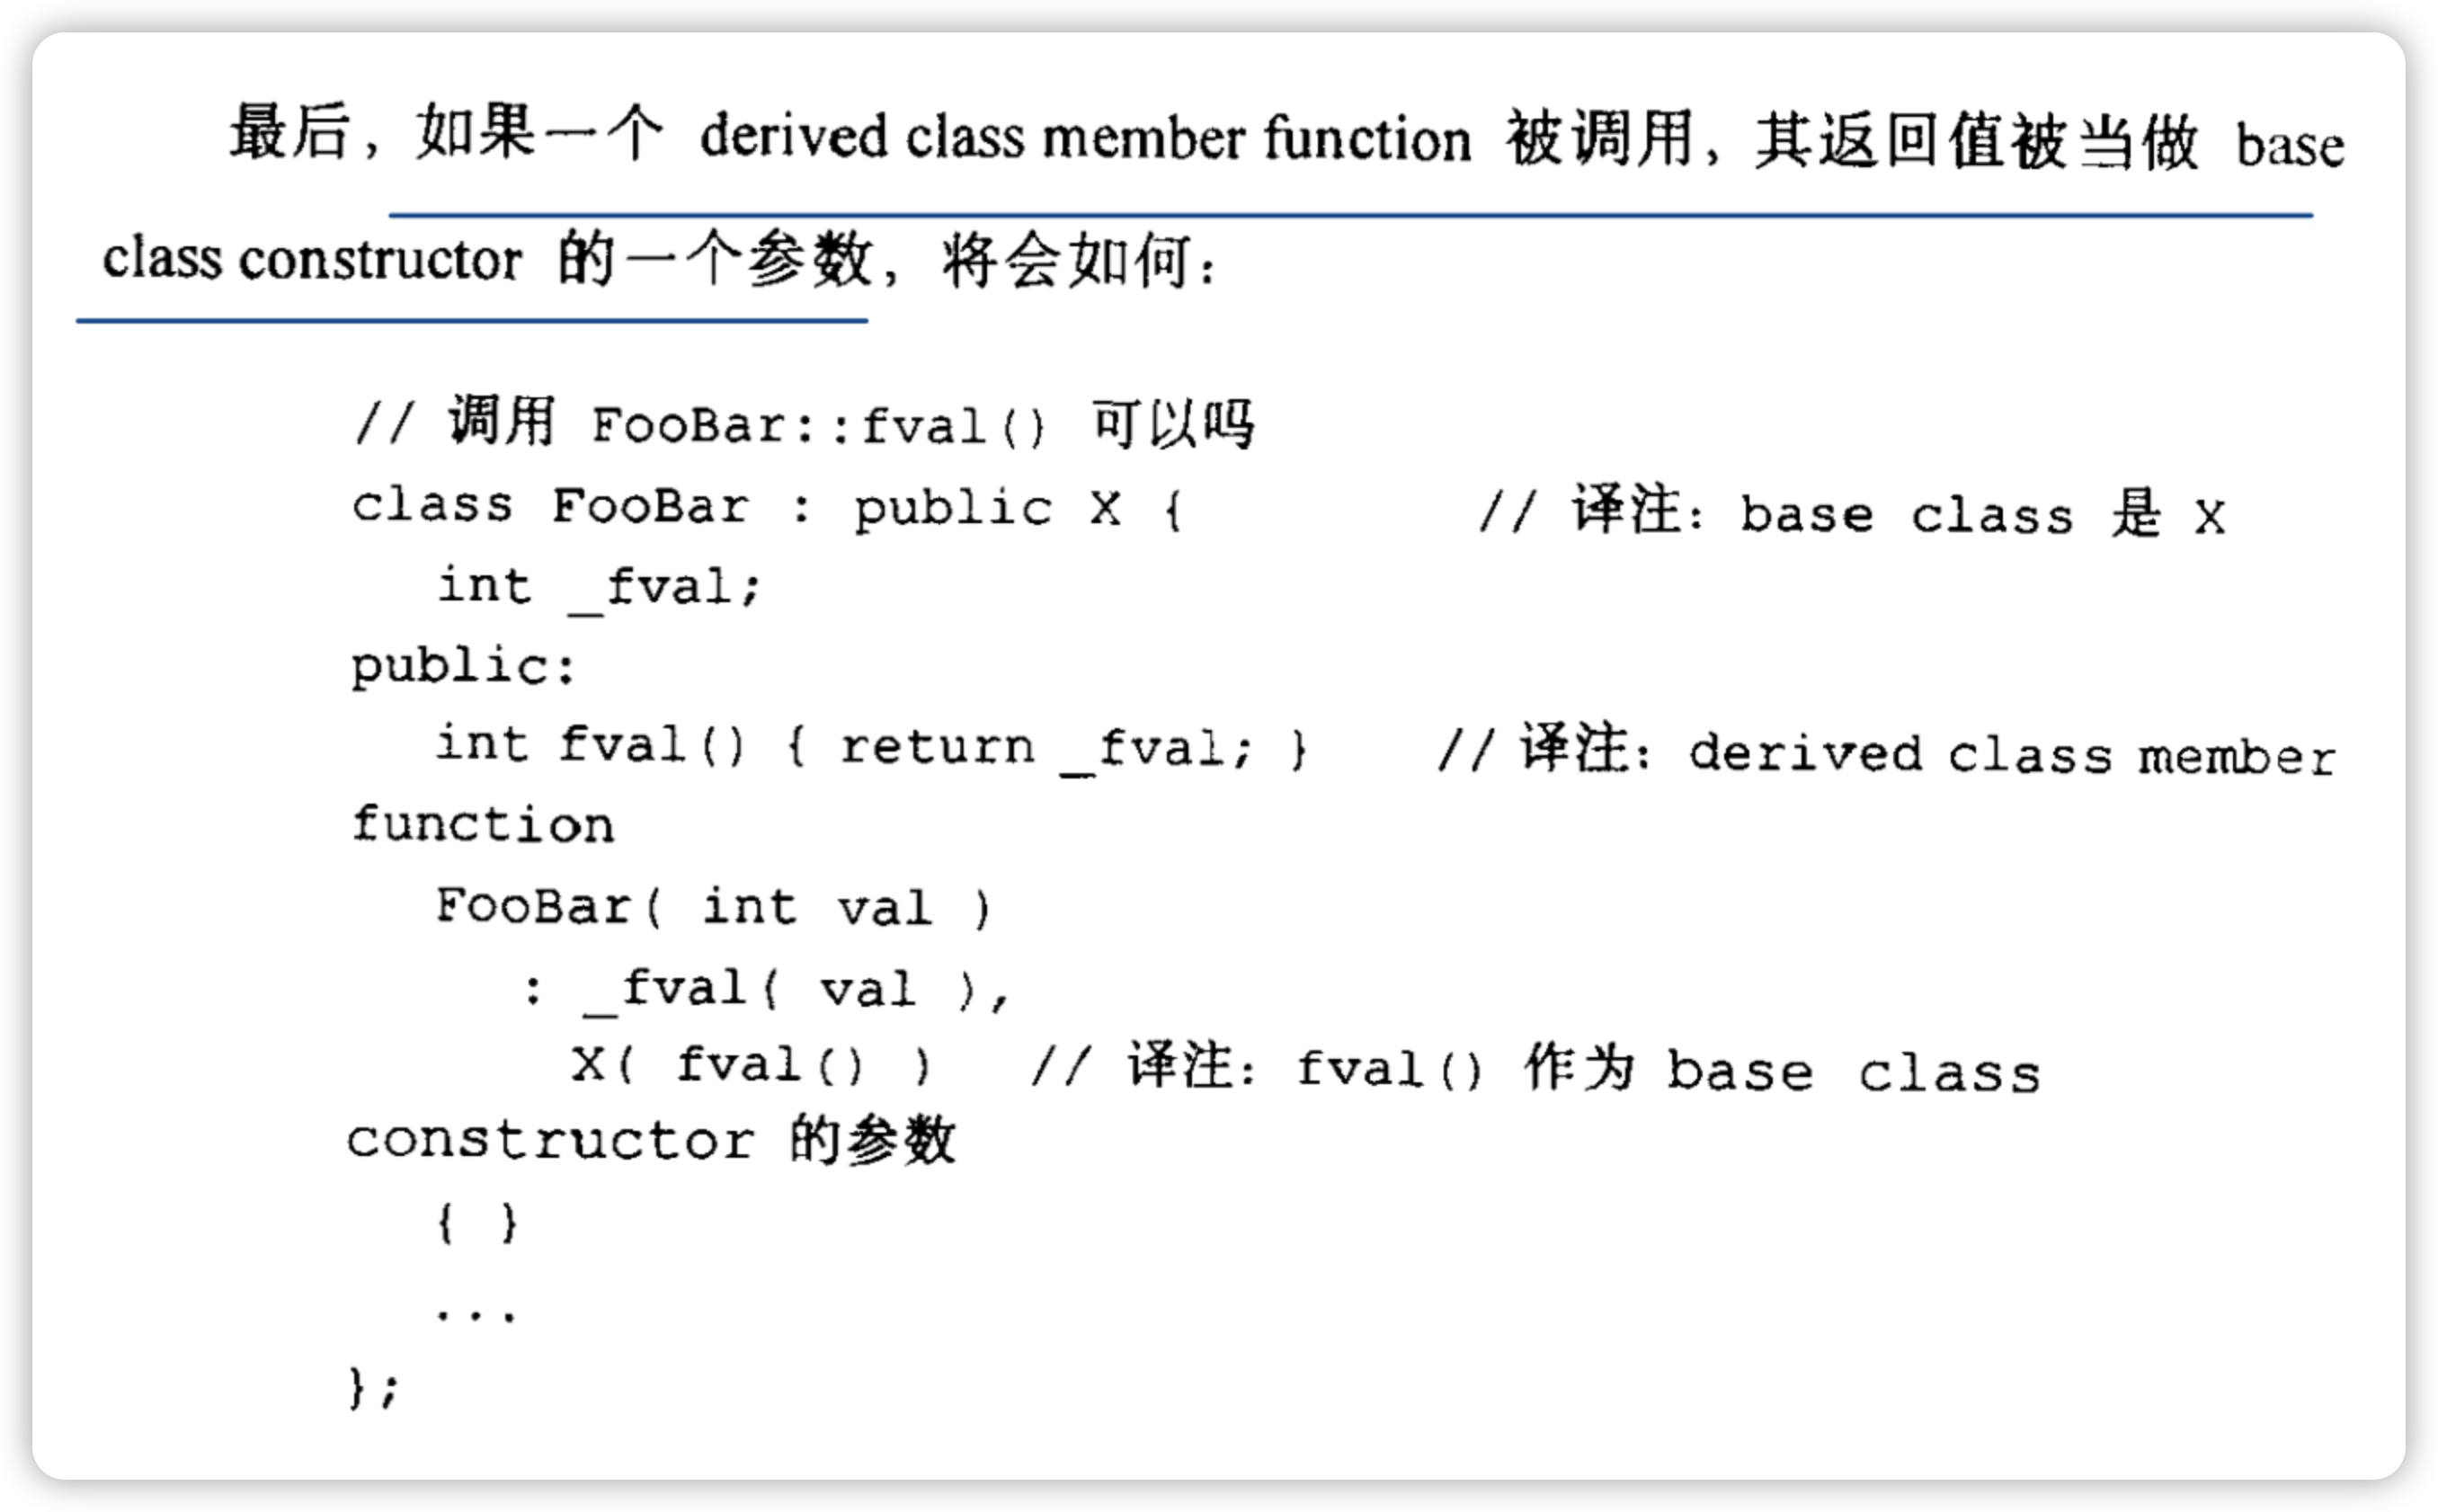 最后，如果一个 derived class member function 被调用，其返回值被当做 base
class constructor 的一个参数，将会如何：
// 调用 FooBar::fval() 可以吗
class FooBar : public X { // 译注：base class 是 X
int _fval;
public:
int fval() { return _fval; } // 译注：derived class member
function
FooBar( int val )
: _fval( val ),
X( fval() ) // 译注：fval() 作为 base class
constructor 的参数
{ }
...
};